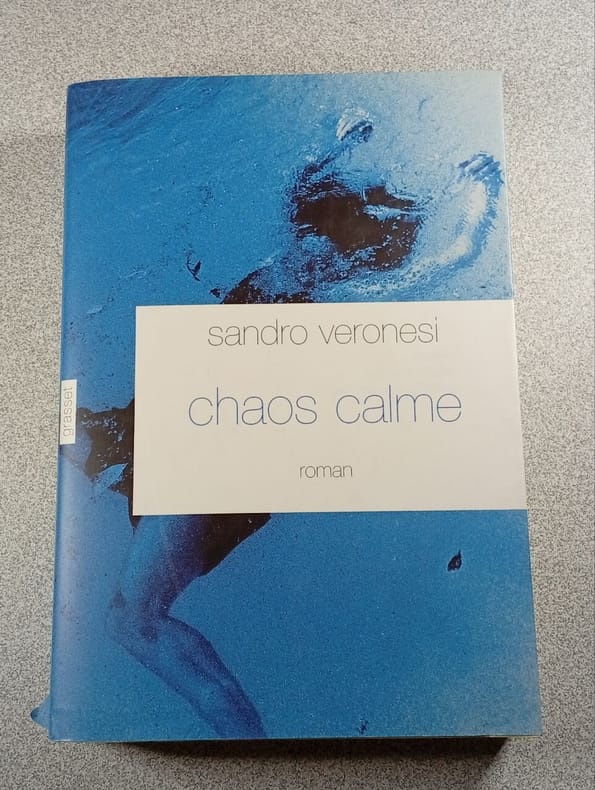 sandro veronesi
chaos calme
roman
grasset